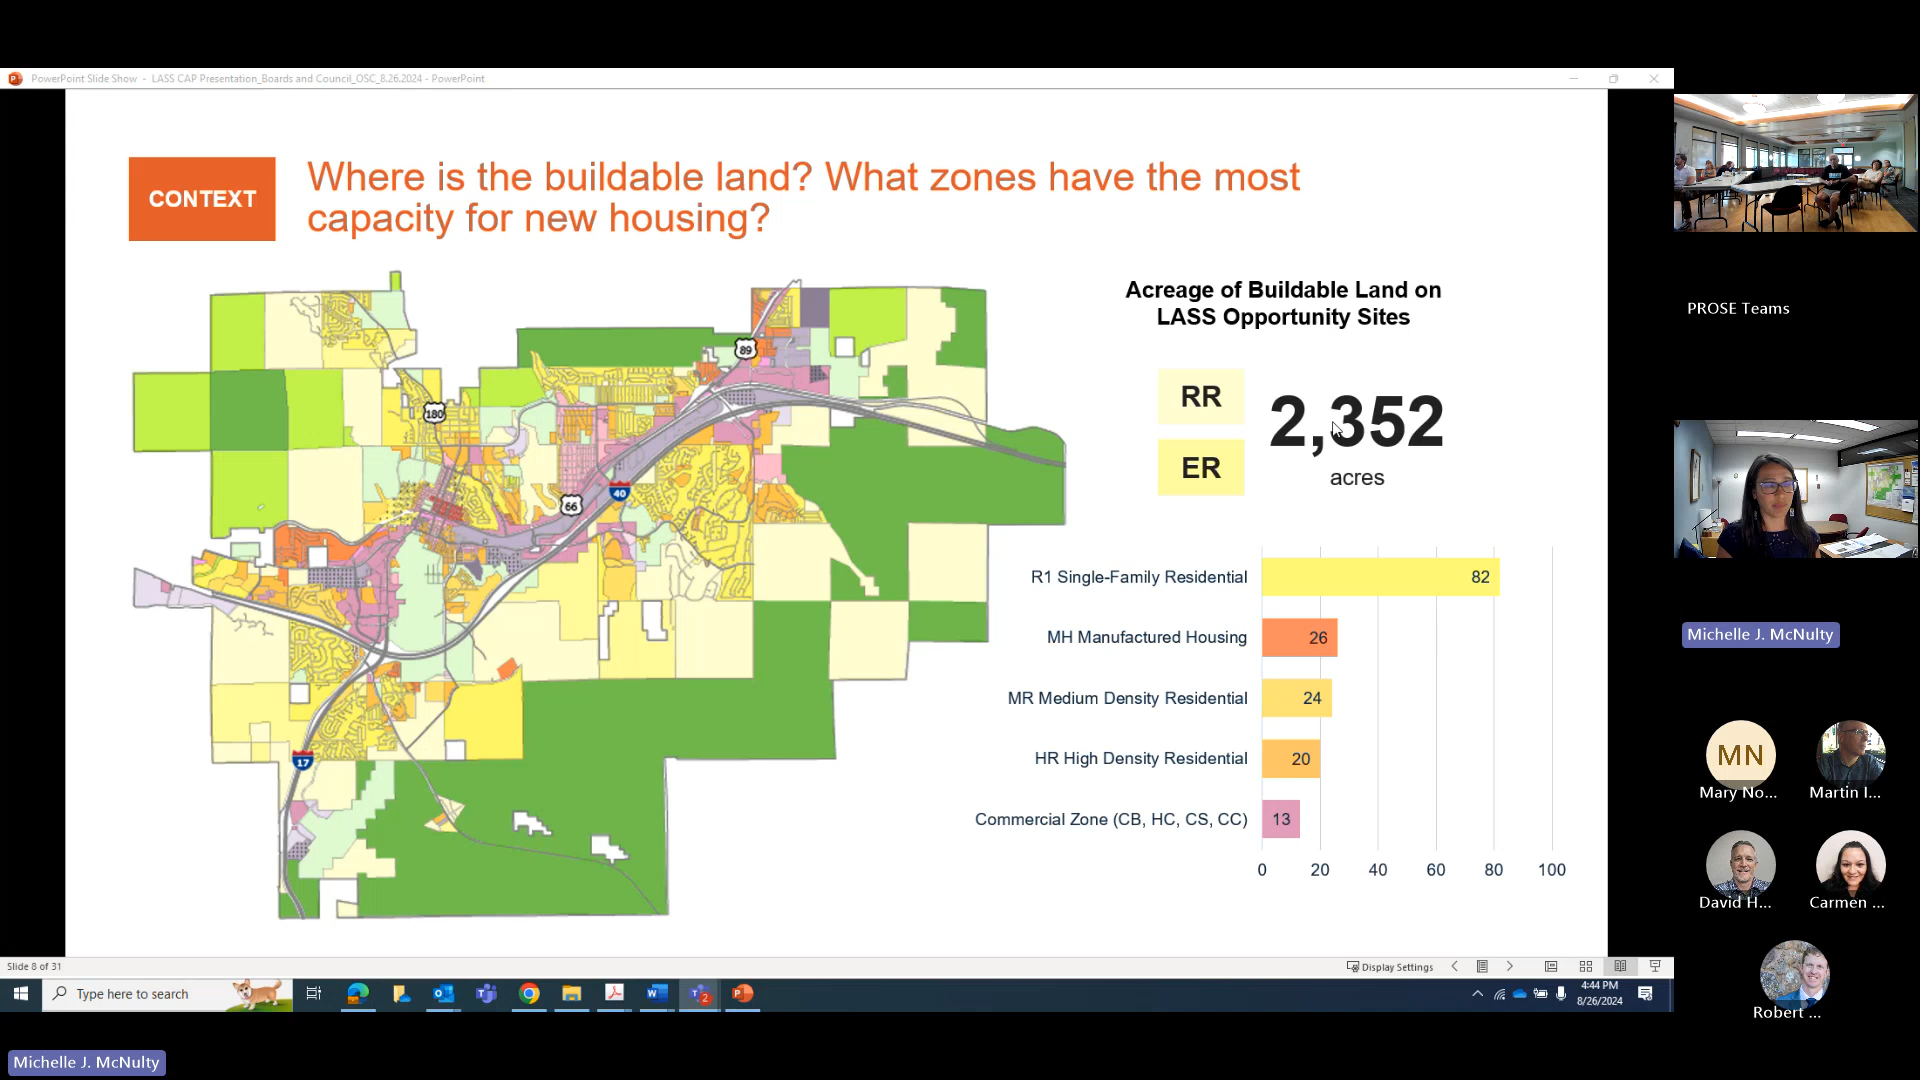 PowerPoint Slide Show - LASS CAP Presentation_Boards and Council_OSC_8.26.2024 - PowerPoint
CONTEXT
Where is the buildable land? What zones have the most
capacity for new housing?
89
180
66
40
17
Acreage of Buildable Land on
LASS Opportunity Sites
RR
ER
2,352
acres
R1 Single-Family Residential 82
MH Manufactured Housing 26
MR Medium Density Residential 24
HR High Density Residential 20
Commercial Zone (CB, HC, CS, CC) 13
0 20 40 60 80 100
PROSE Teams
Michelle J. McNulty
MN
Mary No...
Martin I...
David H...
Carmen ...
Robert ...
Slide 8 of 31
Display Settings
Type here to search
2
4:44 PM
8/26/2024
Michelle J. McNulty